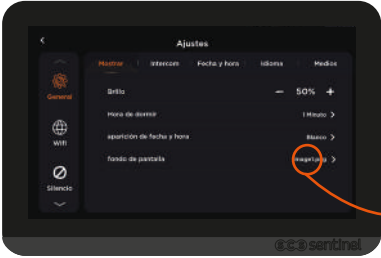 Ajustes
Mostrar Intercom Fecha y hora Idioma Medios
General
Brillo — 50% +
Hora de dormir 1 Minuto >
Wifi
aparición de fecha y hora Blanco >
fondo de pantalla >
Silencio
eco sentinel